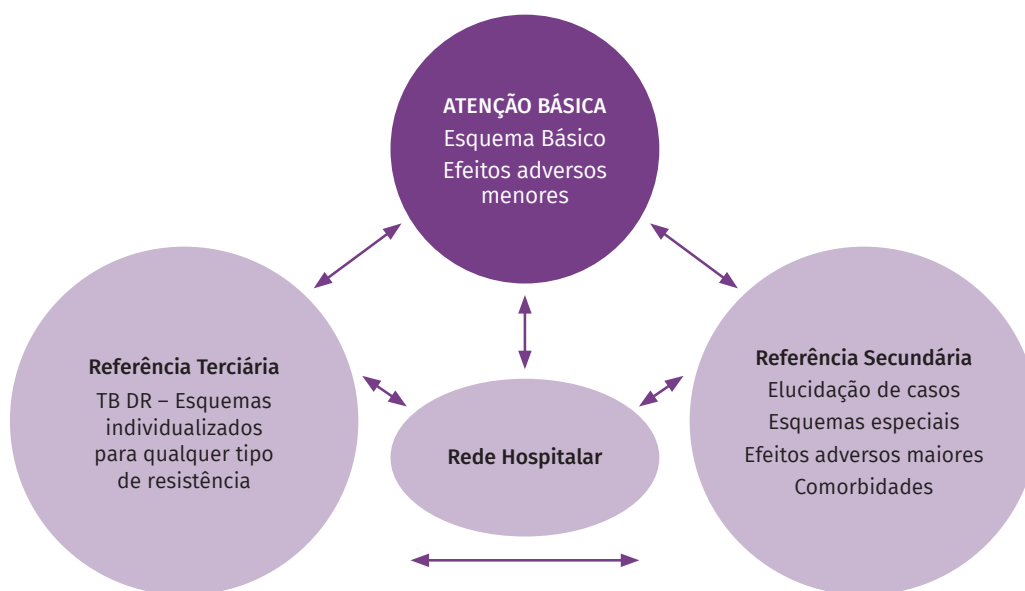 ATENÇÃO BÁSICA
Esquema Básico
Efeitos adversos
menores
Referência Terciária
TB DR – Esquemas
individualizados
para qualquer tipo
de resistência
Rede Hospitalar
Referência Secundária
Elucidação de casos
Esquemas especiais
Efeitos adversos maiores
Comorbidades